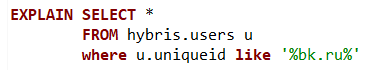 EXPLAIN SELECT *
FROM hybris.users u
where u.uniqueid like '%bk.ru%'